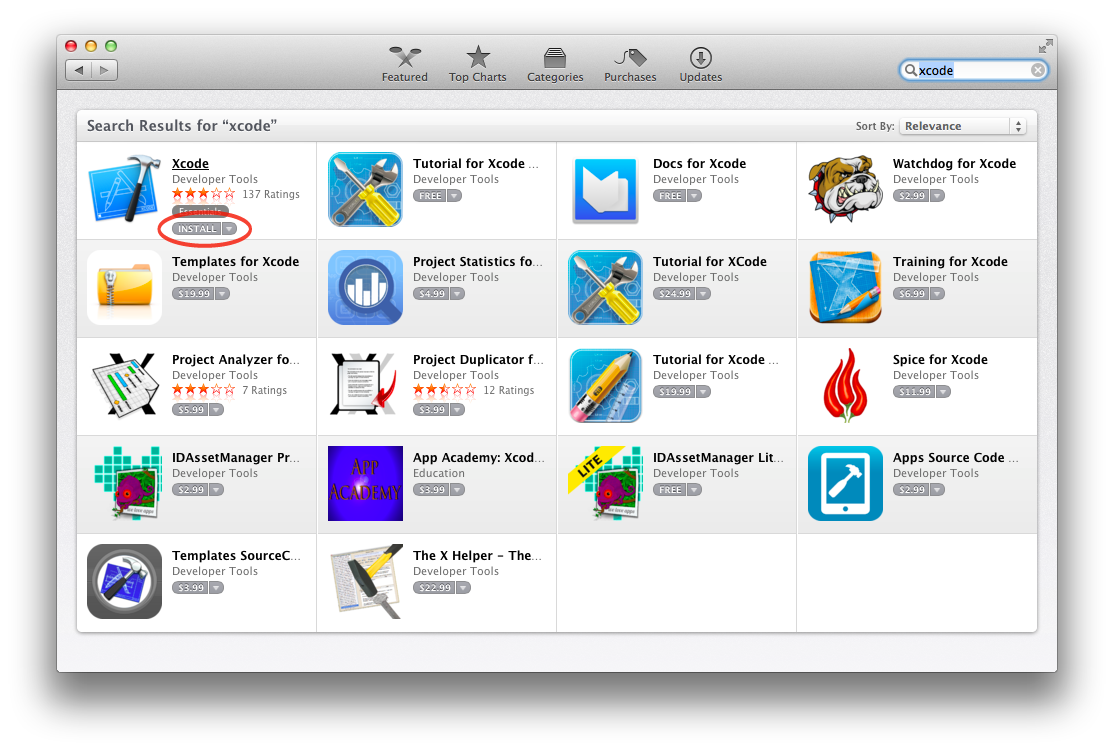 Featured
Top Charts
Categories
Purchases
Updates
xcode
Search Results for “xcode”
Sort By: Relevance
Xcode
Developer Tools
137 Ratings
Essentials
INSTALL
Tutorial for Xcode ...
Developer Tools
FREE
Docs for Xcode
Developer Tools
FREE
Watchdog for Xcode
Developer Tools
$2.99
Templates for Xcode
Developer Tools
$19.99
Project Statistics fo...
Developer Tools
$4.99
Tutorial for XCode
Developer Tools
$24.99
Training for Xcode
Developer Tools
$6.99
Project Analyzer fo...
Developer Tools
7 Ratings
$5.99
Project Duplicator f...
Developer Tools
12 Ratings
$3.99
Tutorial for Xcode ...
Developer Tools
$19.99
Spice for Xcode
Developer Tools
$11.99
IDAssetManager Pr...
Developer Tools
$2.99
APP
ACADEMY
App Academy: Xcod...
Education
$3.99
LITE
IDAssetManager Lit...
Developer Tools
FREE
Apps Source Code ...
Developer Tools
$2.99
Templates SourceC...
Developer Tools
$3.99
The X Helper - The...
Developer Tools
$22.99